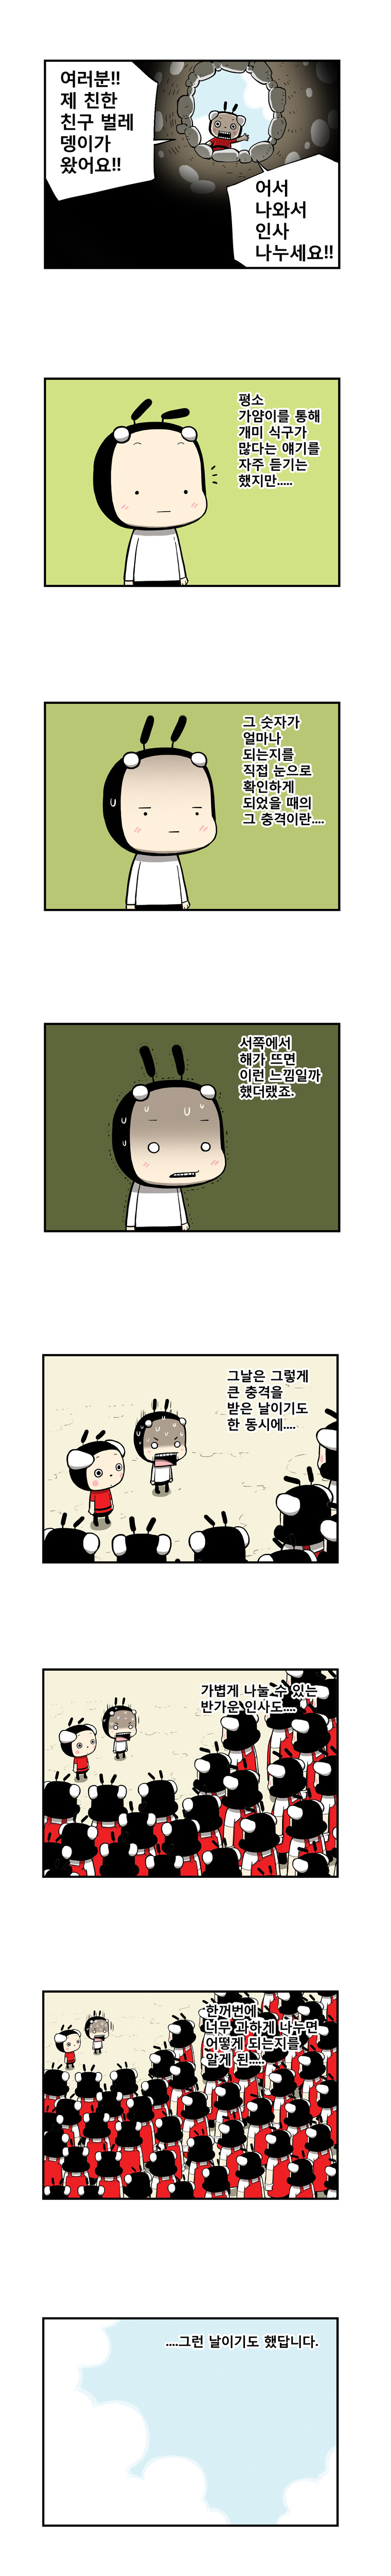 여러분!!
제 친한
친구 벌레
뎅이가
왔어요!!
어서
나와서
인사
나누세요!!
평소
가얌이를 통해
개미 식구가
많다는 얘기를
자주 듣기는
했지만.....
그 숫자가
얼마나
되는지를
직접 눈으로
확인하게
되었을 때의
그 충격이란....
서쪽에서
해가 뜨면
이런 느낌일까
했더랬죠.
그날은 그렇게
큰 충격을
받은 날이기도
한 동시에....
가볍게 나눌 수 있는
반가운 인사도....
한꺼번에
너무 과하게 나누면
어떻게 되는지를
알게 된....
....그런 날이기도 했답니다.